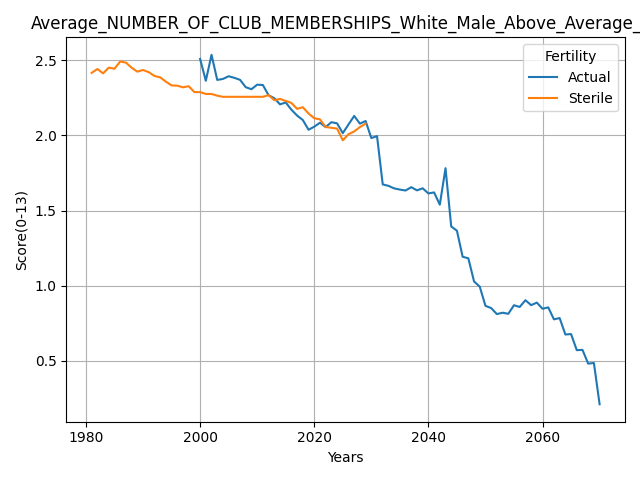 Average_NUMBER_OF_CLUB_MEMBERSHIPS_White_Male_Above_Average_
Fertility
Actual
Sterile
Score(0-13)
2.5
2.0
1.5
1.0
0.5
1980 2000 2020 2040 2060
Years